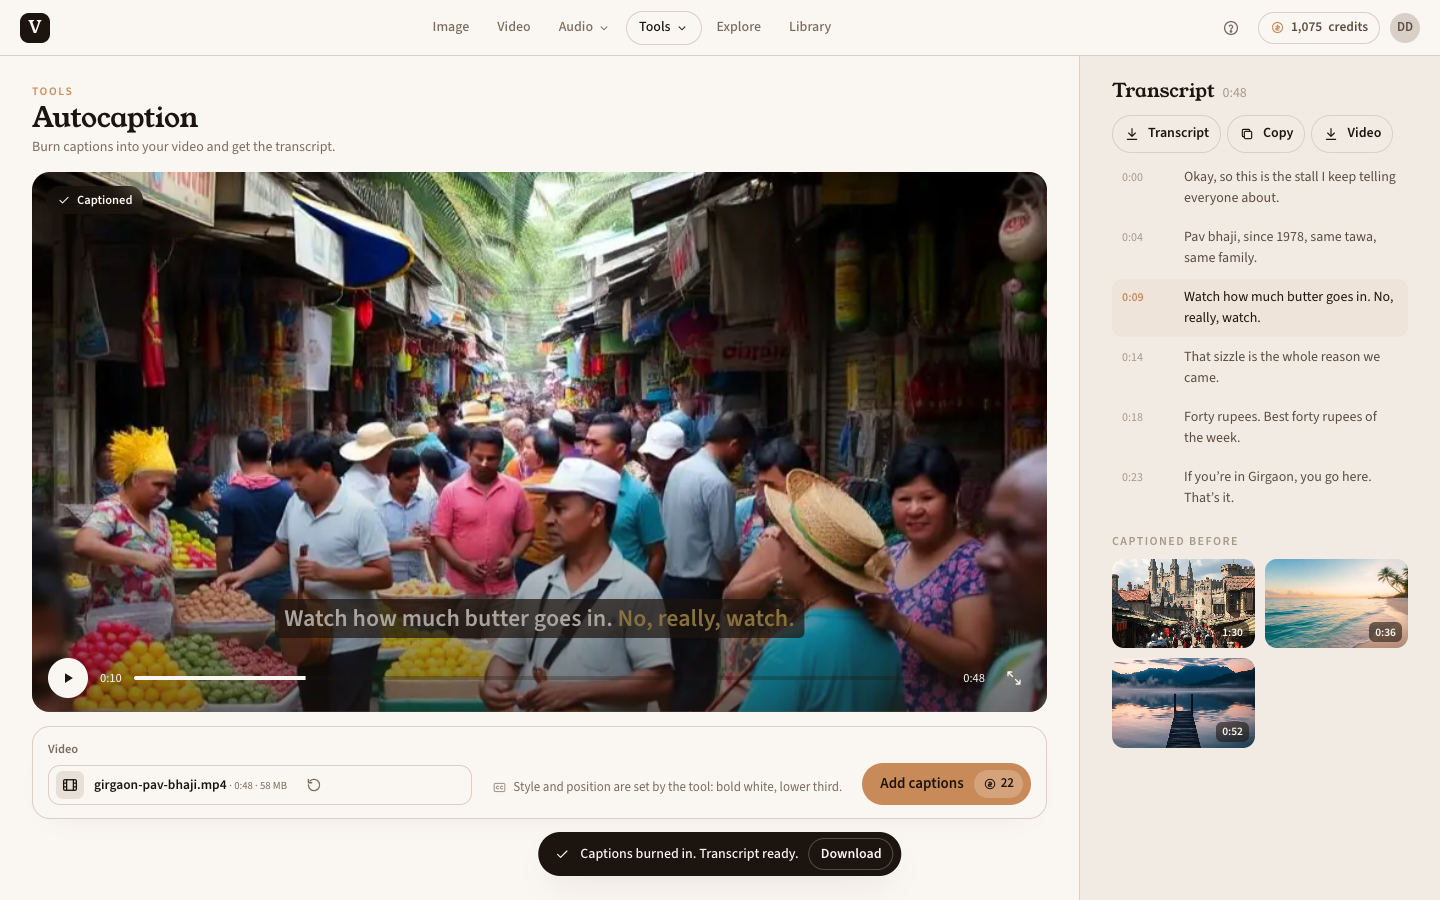 V
Image
Video
Audio
Tools
Explore
Library
1,075 credits
DD
TOOLS
Autocaption
Burn captions into your video and get the transcript.
Captioned
Watch how much butter goes in. No, really, watch.
0:10
0:48
Video
girgaon-pav-bhaji.mp4 · 0:48 · 58 MB
Style and position are set by the tool: bold white, lower third.
Add captions
22
Captions burned in. Transcript ready.
Download
Transcript 0:48
Transcript
Copy
Video
0:00
Okay, so this is the stall I keep telling
everyone about.
0:04
Pav bhaji, since 1978, same tawa,
same family.
0:09
Watch how much butter goes in. No,
really, watch.
0:14
That sizzle is the whole reason we
came.
0:18
Forty rupees. Best forty rupees of
the week.
0:23
If you're in Girgaon, you go here.
That's it.
CAPTIONED BEFORE
1:30
0:36
0:52